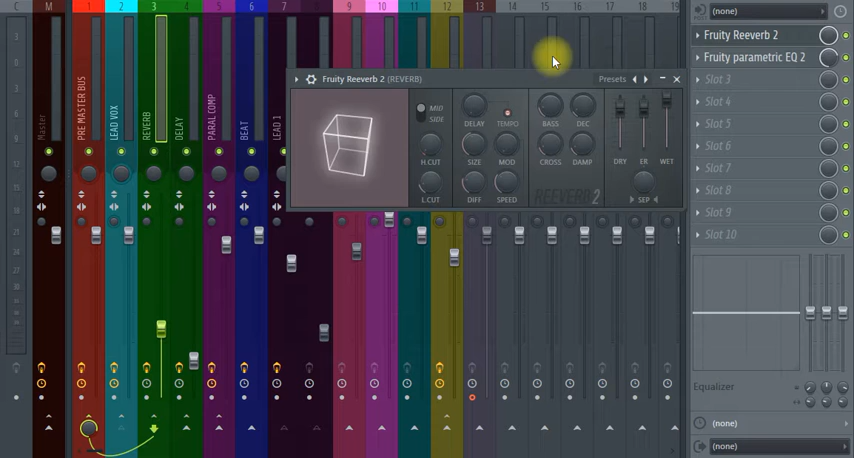 C M 1 2 3 4 5 6 7 8 9 10 11 12 13 14 15 16 17 18 19
(none)
Fruity Reeverb 2
Fruity parametric EQ 2
Slot 3
Slot 4
Slot 5
Slot 6
Slot 7
Slot 8
Slot 9
Slot 10
Fruity Reeverb 2 (REVERB) Presets
MID
SIDE
H.CUT
L.CUT
DELAY TEMPO
SIZE MOD
DIFF SPEED
BASS DEC
CROSS DAMP
DRY ER WET
SEP
REEVERB 2
Master
PRE MASTER BUS
LEAD VOX
REVERB
DELAY
PARAL COMP
BEAT
LEAD 1
Equalizer
(none)
(none)